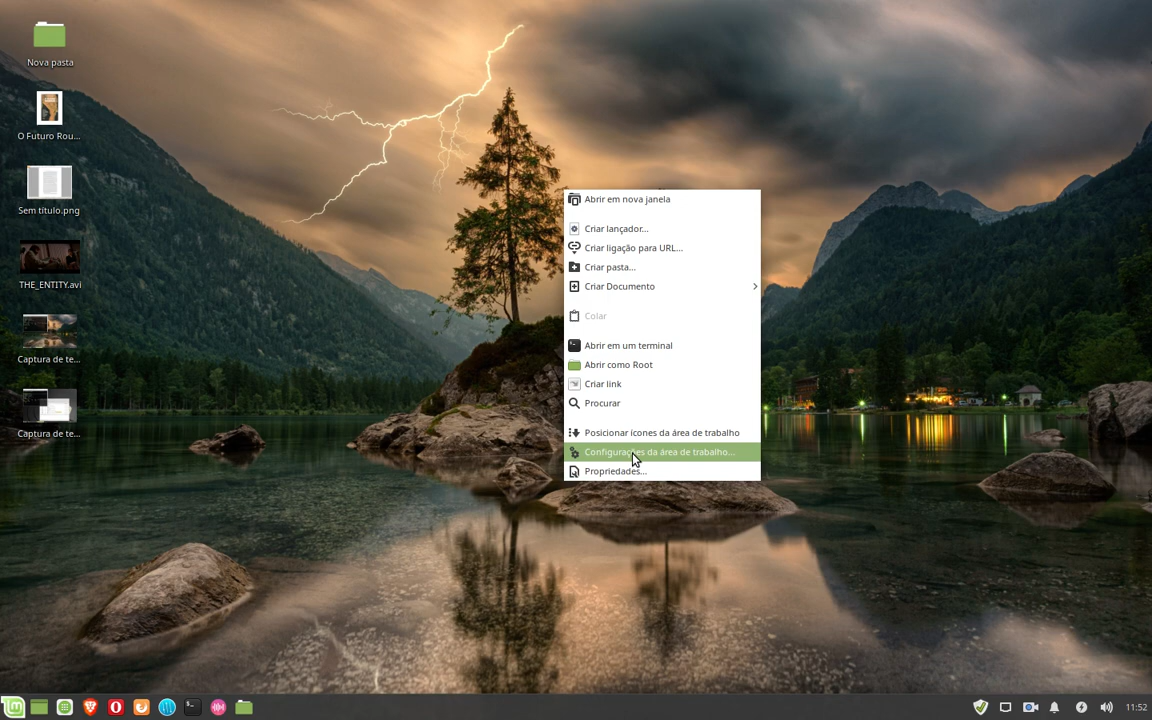 Nova pasta
O Futuro Rou...
Sem título.png
THE_ENTITY.avi
Captura de te...
Captura de te...
Abrir em nova janela
Criar lançador...
Criar ligação para URL...
Criar pasta...
Criar Documento
Colar
Abrir em um terminal
Abrir como Root
Criar link
Procurar
Posicionar ícones da área de trabalho
Configurações da área de trabalho...
Propriedades...
11:52